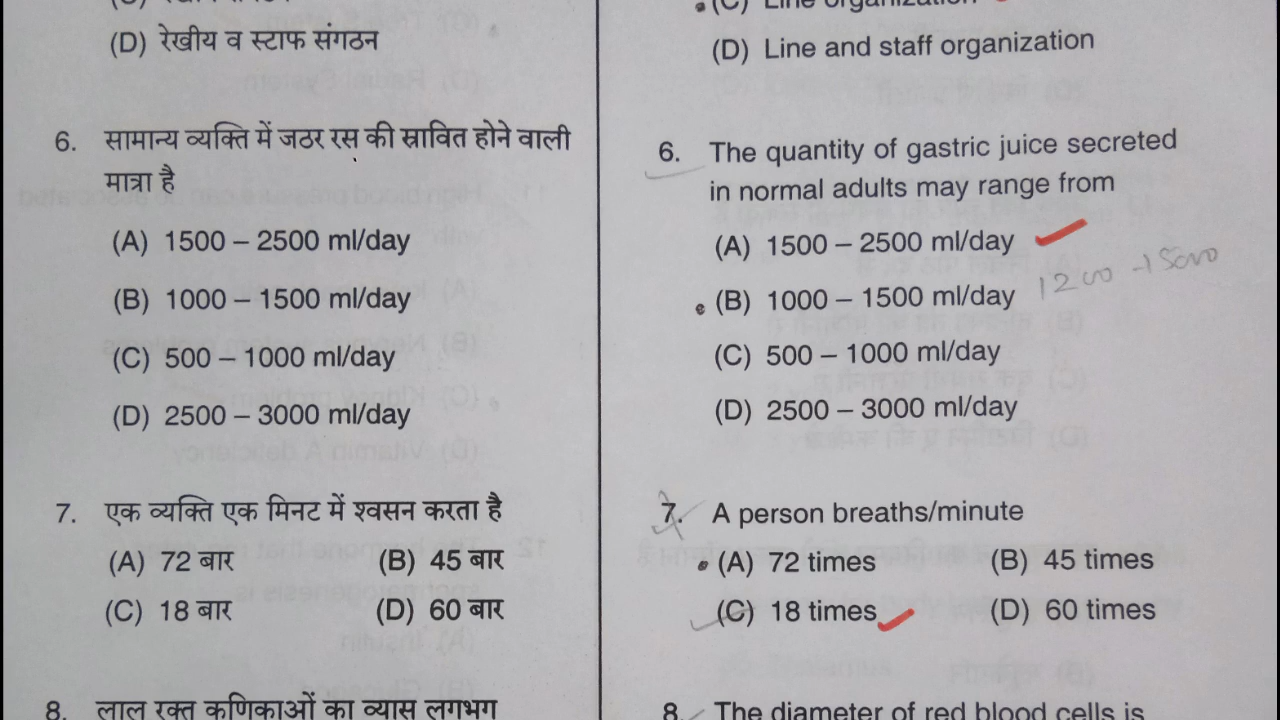 (D) रेखीय व स्टाफ संगठन
6. सामान्य व्यक्ति में जठर रस की स्रावित होने वाली
मात्रा है
(A) 1500 – 2500 ml/day
(B) 1000 – 1500 ml/day
(C) 500 – 1000 ml/day
(D) 2500 – 3000 ml/day
7. एक व्यक्ति एक मिनट में श्वसन करता है
(A) 72 बार (B) 45 बार
(C) 18 बार (D) 60 बार
8. लाल रक्त कणिकाओं का व्यास लगभग
(C) Line organization
(D) Line and staff organization
6. The quantity of gastric juice secreted
in normal adults may range from
(A) 1500 – 2500 ml/day
(B) 1000 – 1500 ml/day
(C) 500 – 1000 ml/day
(D) 2500 – 3000 ml/day
7. A person breaths/minute
(A) 72 times (B) 45 times
(C) 18 times (D) 60 times
8. The diameter of red blood cells is